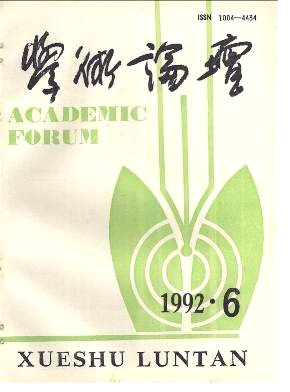 ISSN 1004—4434
學術論壇
ACADEMIC
FORUM
1992·6
XUESHU LUNTAN